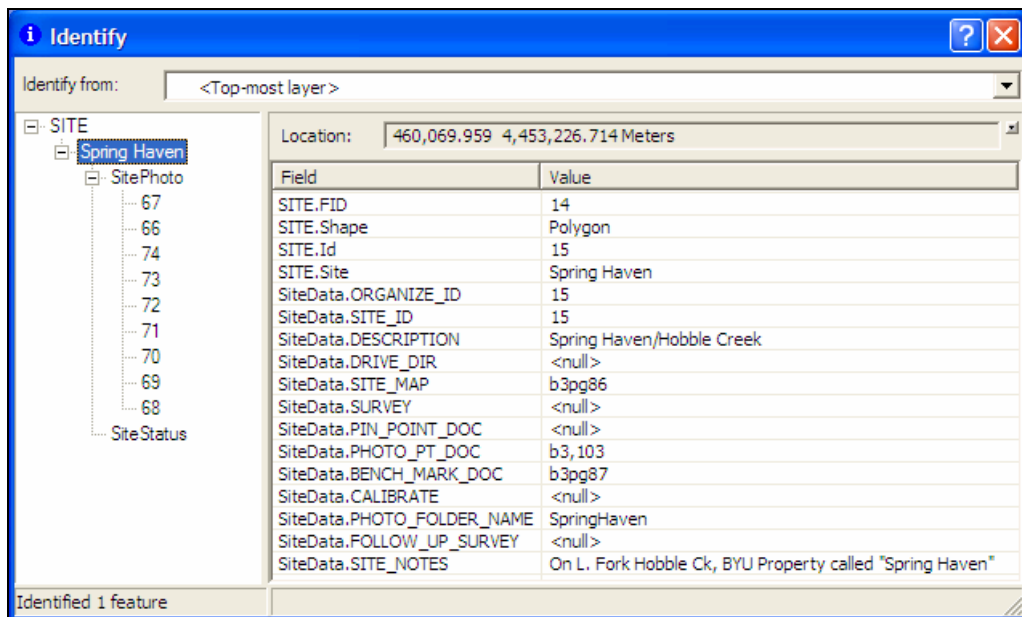 Identify
Identify from: <Top-most layer>
SITE
Spring Haven
SitePhoto
67
66
74
73
72
71
70
69
68
SiteStatus
Location: 460,069.959 4,453,226.714 Meters
Field Value
SITE.FID 14
SITE.Shape Polygon
SITE.Id 15
SITE.Site Spring Haven
SiteData.ORGANIZE_ID 15
SiteData.SITE_ID 15
SiteData.DESCRIPTION Spring Haven/Hobble Creek
SiteData.DRIVE_DIR <null>
SiteData.SITE_MAP b3pg86
SiteData.SURVEY <null>
SiteData.PIN_POINT_DOC <null>
SiteData.PHOTO_PT_DOC b3,103
SiteData.BENCH_MARK_DOC b3pg87
SiteData.CALIBRATE <null>
SiteData.PHOTO_FOLDER_NAME SpringHaven
SiteData.FOLLOW_UP_SURVEY <null>
SiteData.SITE_NOTES On L. Fork Hobble Ck, BYU Property called "Spring Haven"
Identified 1 feature